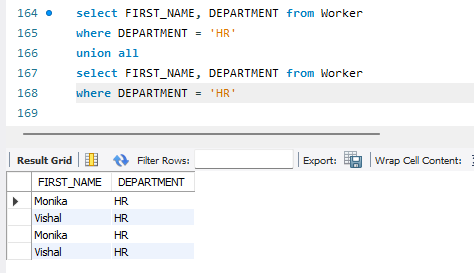 164 select FIRST_NAME, DEPARTMENT from Worker
165 where DEPARTMENT = 'HR'
166 union all
167 select FIRST_NAME, DEPARTMENT from Worker
168 where DEPARTMENT = 'HR'
169
Result Grid Filter Rows: Export: Wrap Cell Content:
FIRST_NAME DEPARTMENT
Monika HR
Vishal HR
Monika HR
Vishal HR